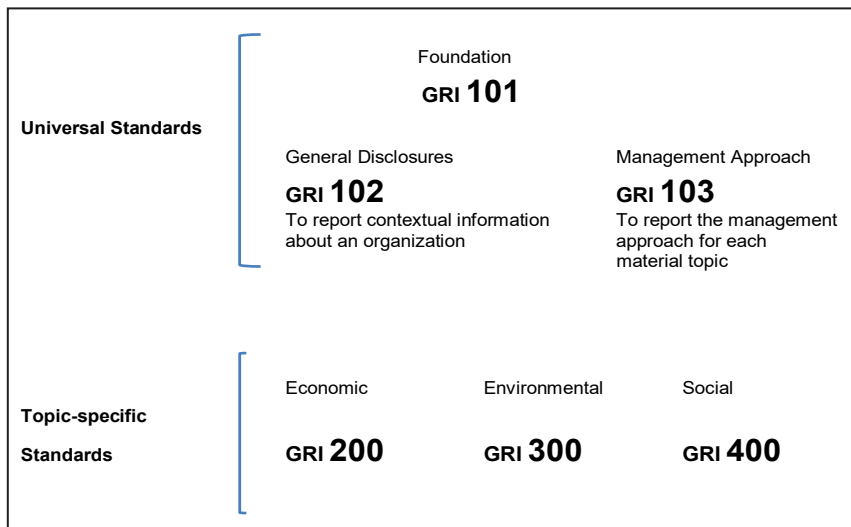 Foundation
GRI 101
Universal Standards
General Disclosures
GRI 102
To report contextual information
about an organization
Management Approach
GRI 103
To report the management
approach for each
material topic
Topic-specific
Standards
Economic
GRI 200
Environmental
GRI 300
Social
GRI 400